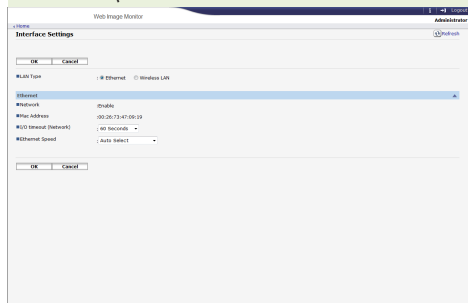 Logout
Web Image Monitor
Administrator
Home
Interface Settings
Refresh
OK Cancel
■LAN Type : Ethernet Wireless LAN
Ethernet
■Network :Enable
■Mac Address :00:26:73:47:09:19
■I/O timeout (Network) : 60 Seconds
■Ethernet Speed : Auto Select
OK Cancel